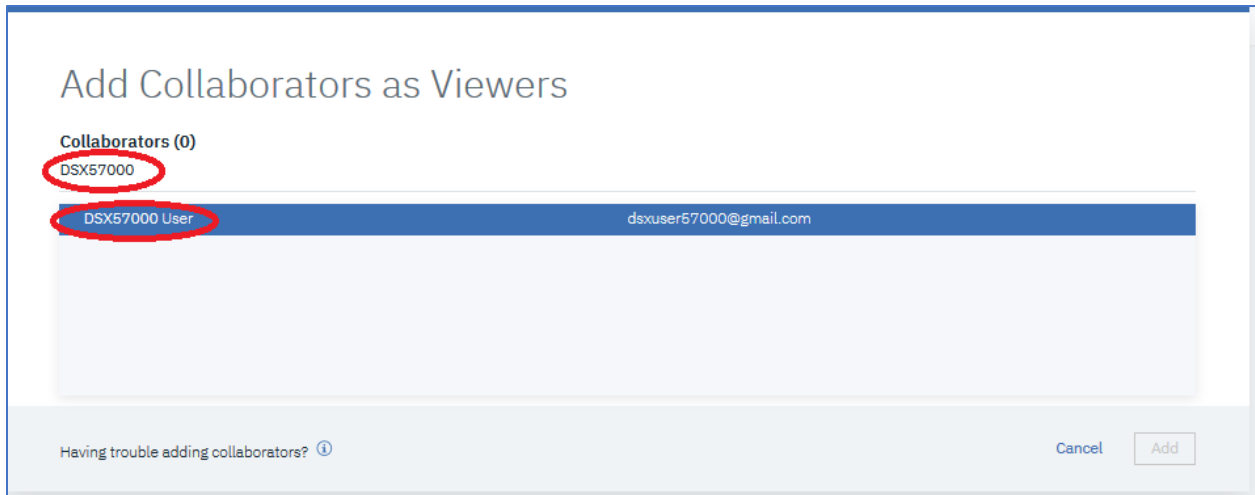 Add Collaborators as Viewers
Collaborators (0)
DSX57000
DSX57000 User dsxuser57000@gmail.com
Having trouble adding collaborators? Cancel Add